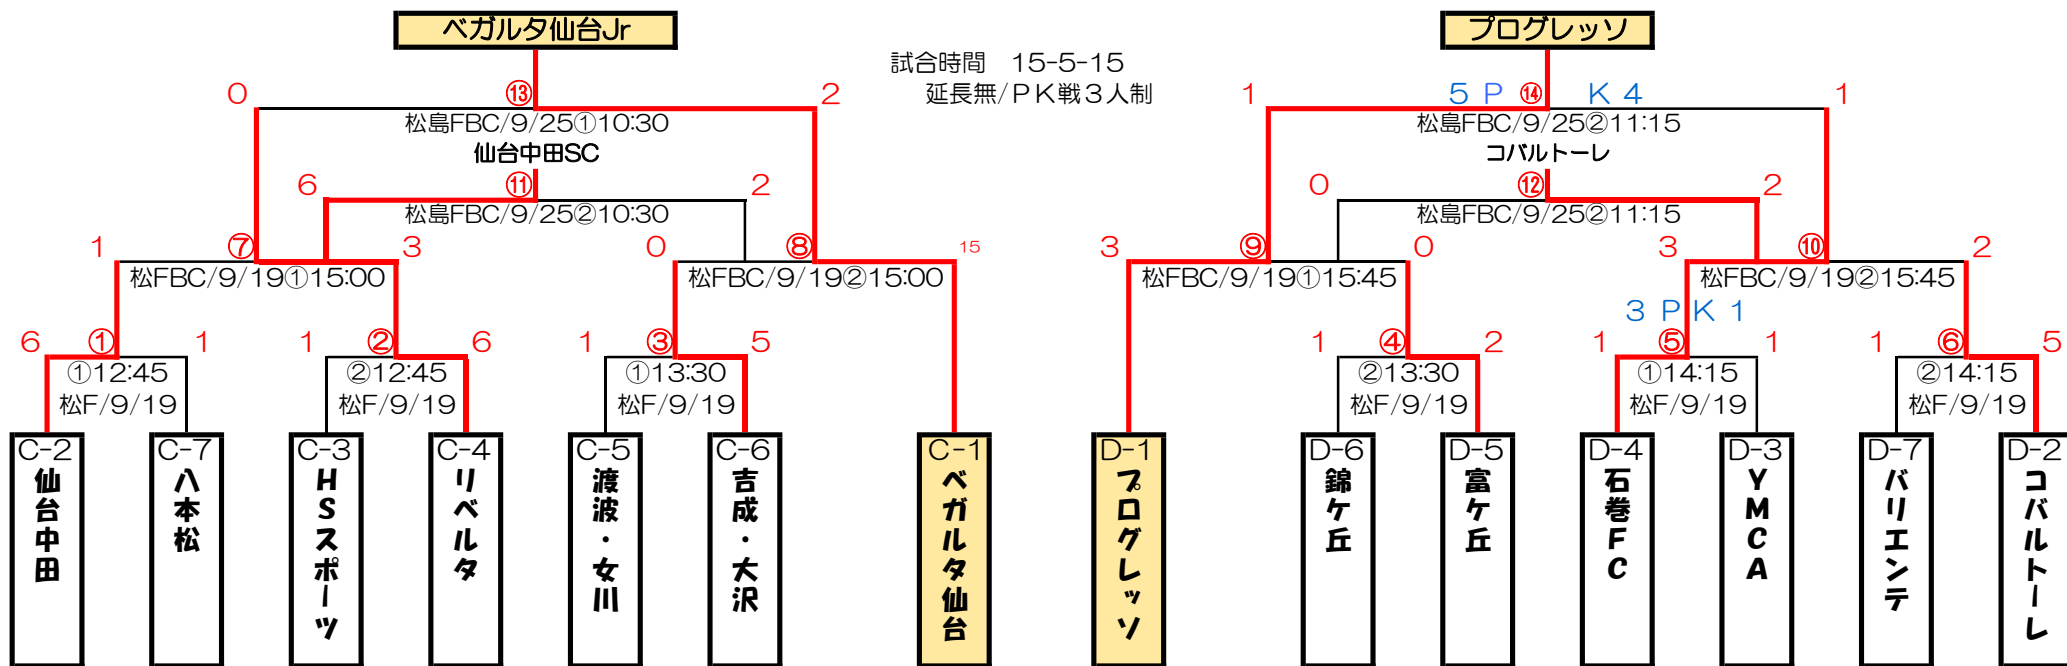 ベガルタ仙台Jr
プログレッソ
試合時間 15-5-15
延長無/PK戦3人制
0 ⑬ 2
1 5 P ⑭ K 4 1
松島FBC/9/25①10:30
松島FBC/9/25②11:15
仙台中田SC
コバルトーレ
6 ⑪ 2
0 ⑫ 2
松島FBC/9/25②10:30
松島FBC/9/25②11:15
1 ⑦ 3
0 ⑧ 15
3 ⑨ 0
3 ⑩ 2
松FBC/9/19①15:00
松FBC/9/19②15:00
松FBC/9/19①15:45
松FBC/9/19②15:45
3 P K 1
6 ① 1
1 ② 6
1 ③ 5
1 ④ 2
1 ⑤ 1
1 ⑥ 5
①12:45
松F/9/19
②12:45
松F/9/19
①13:30
松F/9/19
②13:30
松F/9/19
①14:15
松F/9/19
②14:15
松F/9/19
C-2
仙台中田
C-7
八本松
C-3
HSスポーツ
C-4
リベルタ
C-5
渡波・女川
C-6
吉成・大沢
C-1
ベガルタ仙台
D-1
プログレッソ
D-6
錦ケ丘
D-5
富ケ丘
D-4
石巻FC
D-3
YMCA
D-7
バリエンテ
D-2
コバルトーレ